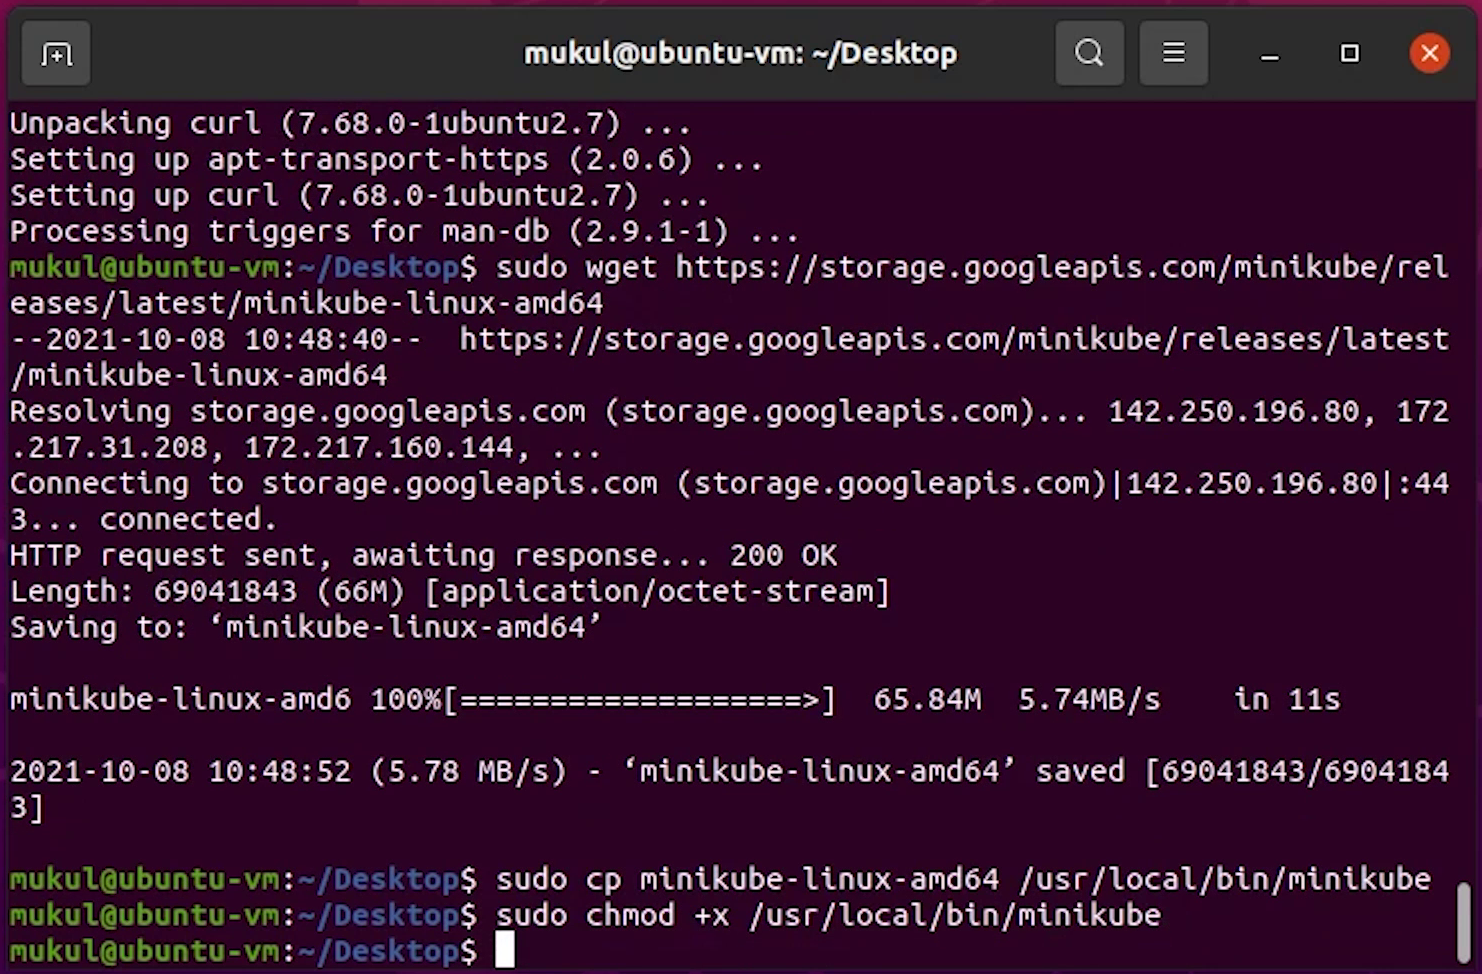 mukul@ubuntu-vm: ~/Desktop
Unpacking curl (7.68.0-1ubuntu2.7) ...
Setting up apt-transport-https (2.0.6) ...
Setting up curl (7.68.0-1ubuntu2.7) ...
Processing triggers for man-db (2.9.1-1) ...
mukul@ubuntu-vm:~/Desktop$ sudo wget https://storage.googleapis.com/minikube/rel
eases/latest/minikube-linux-amd64
--2021-10-08 10:48:40--  https://storage.googleapis.com/minikube/releases/latest
/minikube-linux-amd64
Resolving storage.googleapis.com (storage.googleapis.com)... 142.250.196.80, 172
.217.31.208, 172.217.160.144, ...
Connecting to storage.googleapis.com (storage.googleapis.com)|142.250.196.80|:44
3... connected.
HTTP request sent, awaiting response... 200 OK
Length: 69041843 (66M) [application/octet-stream]
Saving to: ‘minikube-linux-amd64’
minikube-linux-amd6 100%[===================>]  65.84M  5.74MB/s    in 11s
2021-10-08 10:48:52 (5.78 MB/s) - ‘minikube-linux-amd64’ saved [69041843/6904184
3]
mukul@ubuntu-vm:~/Desktop$ sudo cp minikube-linux-amd64 /usr/local/bin/minikube
mukul@ubuntu-vm:~/Desktop$ sudo chmod +x /usr/local/bin/minikube
mukul@ubuntu-vm:~/Desktop$